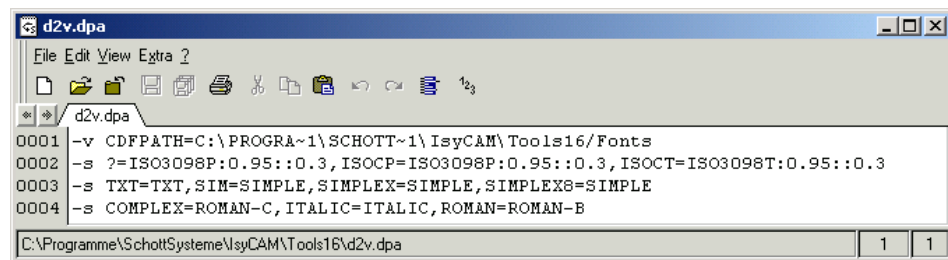 d2v.dpa
File Edit View Extra ?
1₂₃
d2v.dpa
0001 -v CDFPATH=C:\PROGRA~1\SCHOTT~1\IsyCAM\Tools16/Fonts
0002 -s ?=ISO3098P:0.95::0.3,ISOCP=ISO3098P:0.95::0.3,ISOCT=ISO3098T:0.95::0.3
0003 -s TXT=TXT,SIM=SIMPLE,SIMPLEX=SIMPLE,SIMPLEX8=SIMPLE
0004 -s COMPLEX=ROMAN-C,ITALIC=ITALIC,ROMAN=ROMAN-B
C:\Programme\SchottSysteme\IsyCAM\Tools16\d2v.dpa 1 1